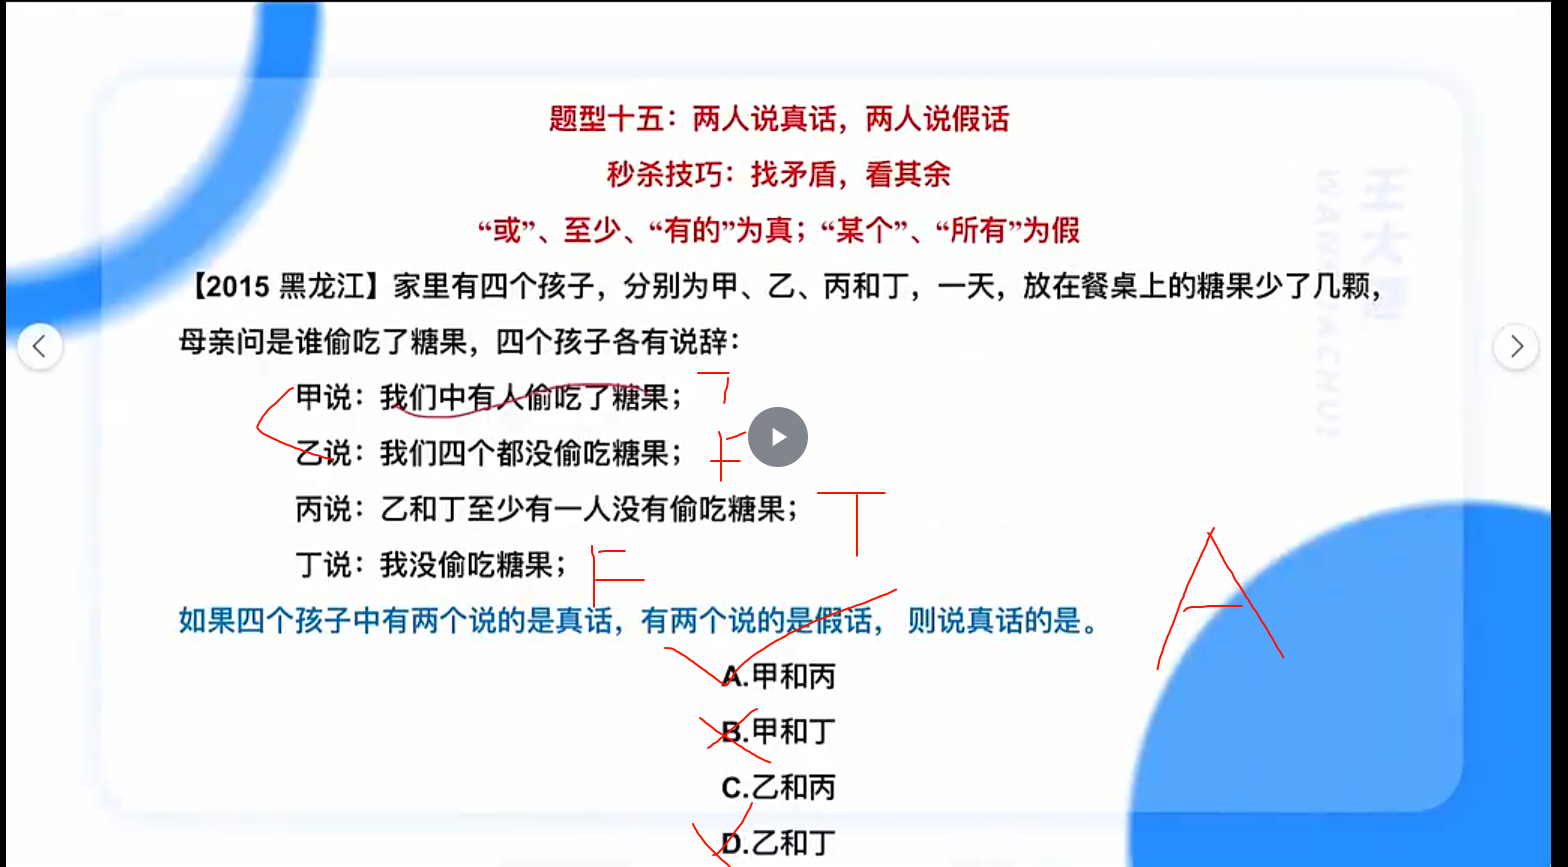 题型十五：两人说真话，两人说假话
秒杀技巧：找矛盾，看其余
“或”、至少、“有的”为真；“某个”、“所有”为假
【2015 黑龙江】家里有四个孩子，分别为甲、乙、丙和丁，一天，放在餐桌上的糖果少了几颗，
母亲问是谁偷吃了糖果，四个孩子各有说辞：
甲说：我们中有人偷吃了糖果；
乙说：我们四个都没偷吃糖果； F
丙说：乙和丁至少有一人没有偷吃糖果； T
丁说：我没偷吃糖果； F
如果四个孩子中有两个说的是真话，有两个说的是假话， 则说真话的是。
A.甲和丙
B.甲和丁
C.乙和丙
D.乙和丁
A